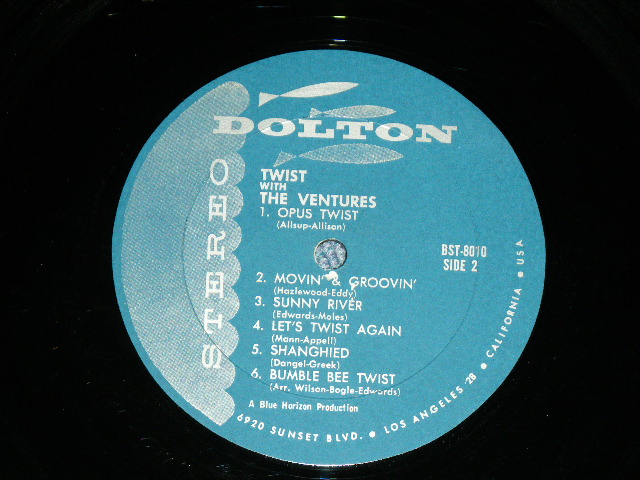 DOLTON
STEREO
TWIST
WITH
THE VENTURES
1. OPUS TWIST
(Allsup-Allison)
BST-8010
SIDE 2
2. MOVIN' & GROOVIN'
(Hazlewood-Eddy)
3. SUNNY RIVER
(Edwards-Moles)
4. LET'S TWIST AGAIN
(Mann-Appell)
5. SHANGHIED
(Dangel-Greek)
6. BUMBLE BEE TWIST
(Arr. Wilson-Bogle-Edwards)
A Blue Horizon Production
6920 SUNSET BLVD. • LOS ANGELES 28 • CALIFORNIA • USA